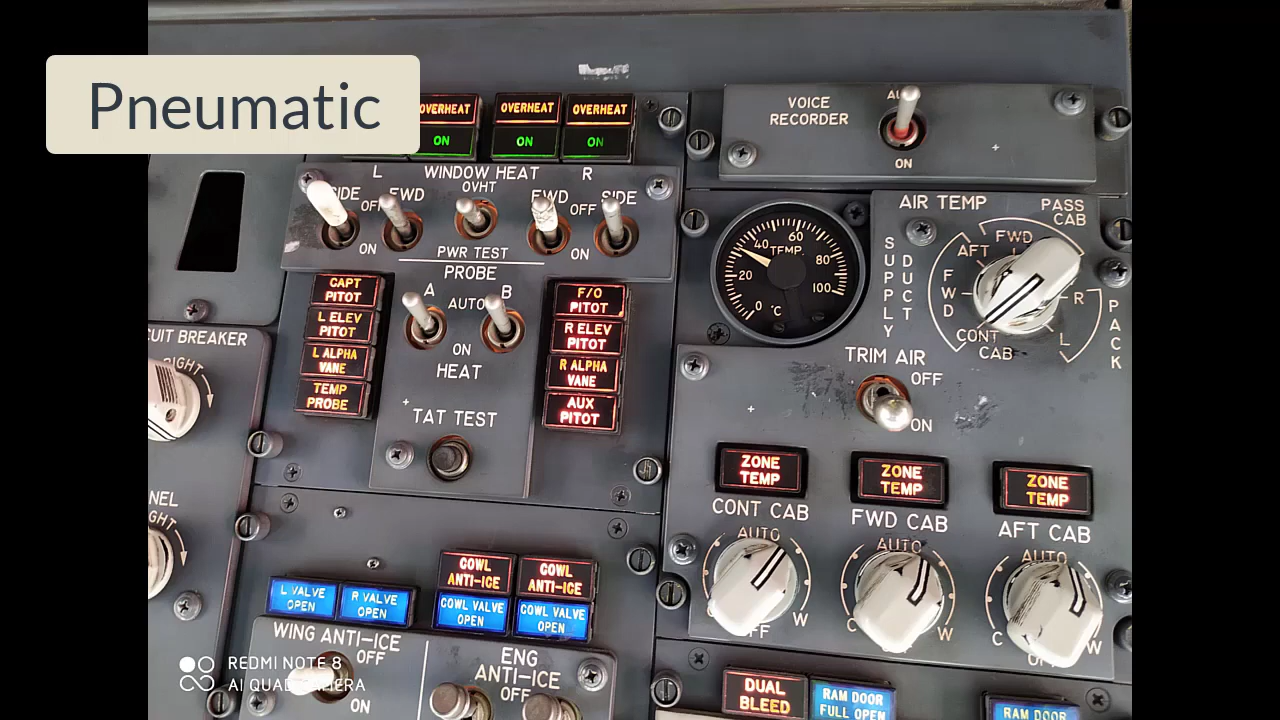 Pneumatic
OVERHEAT
OVERHEAT
OVERHEAT
ON
ON
ON
L
WINDOW HEAT
R
OVHT
SIDE
FWD
FWD
SIDE
OFF
ON
ON
PWR TEST
PROBE
A
AUTO
B
ON
HEAT
TAT TEST
CAPT
PITOT
L ELEV
PITOT
L ALPHA
VANE
TEMP
PROBE
F/O
PITOT
R ELEV
PITOT
R ALPHA
VANE
AUX
PITOT
VOICE
RECORDER
ON
AIR TEMP
PASS
CAB
SUPPLY
DUCT
AFT
FWD
FWD
R
L
CONT
CAB
PACK
TEMP
0
20
40
60
80
100
°C
TRIM AIR
OFF
ON
ZONE
TEMP
ZONE
TEMP
ZONE
TEMP
CONT CAB
FWD CAB
AFT CAB
AUTO
AUTO
AUTO
W
C
W
C
W
CUIT BREAKER
COWL
ANTI-ICE
COWL
ANTI-ICE
L VALVE
OPEN
R VALVE
OPEN
COWL VALVE
OPEN
COWL VALVE
OPEN
WING ANTI-ICE
OFF
ON
ENG
ANTI-ICE
OFF
DUAL
BLEED
RAM DOOR
FULL OPEN
RAM DOOR
REDMI NOTE 8
AI QUAD CAMERA